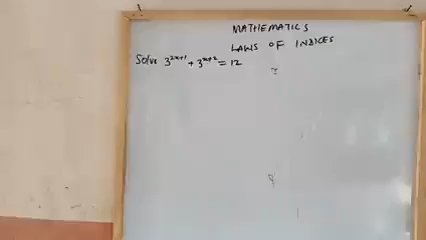 MATHEMATICS
LAWS OF INDICES
Solve 3^{2x+1} + 3^{x+2} = 12